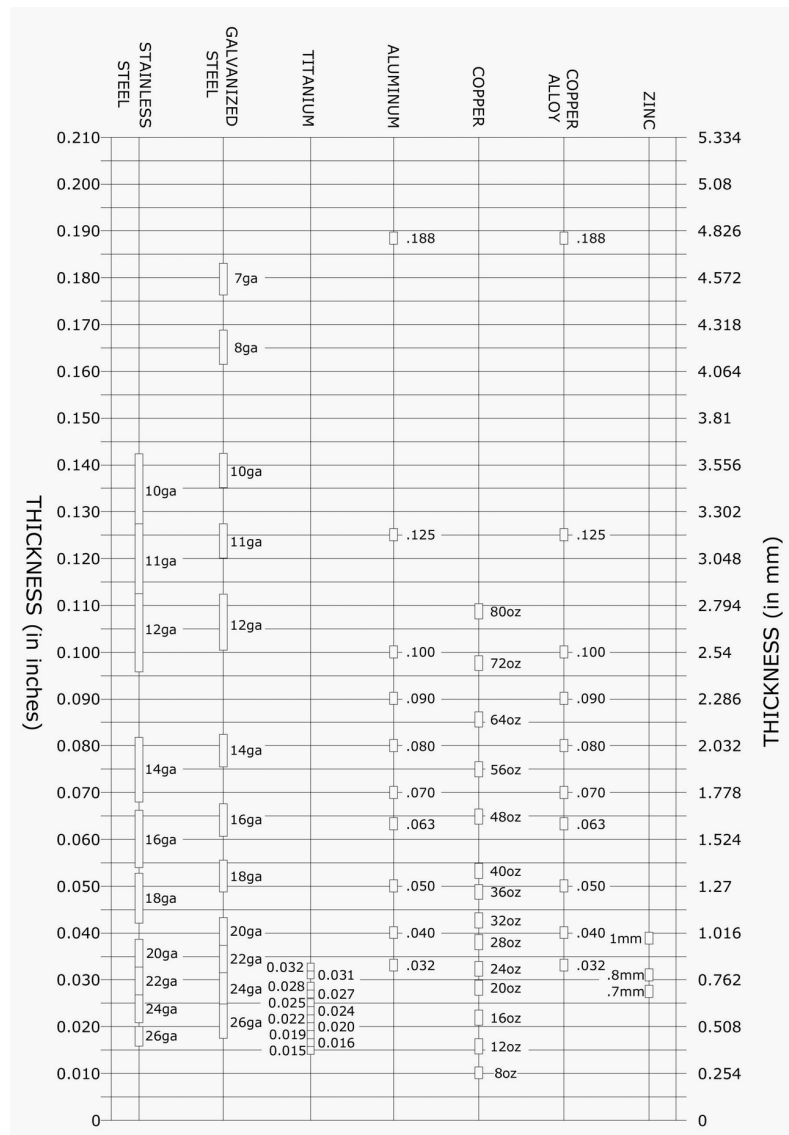 STAINLESS
STEEL
GALVANIZED
STEEL
TITANIUM
ALUMINUM
COPPER
COPPER
ALLOY
ZINC
THICKNESS (in inches)
0.210
0.200
0.190
0.180
0.170
0.160
0.150
0.140
0.130
0.120
0.110
0.100
0.090
0.080
0.070
0.060
0.050
0.040
0.030
0.020
0.010
0
10ga
11ga
12ga
14ga
16ga
18ga
20ga
22ga
24ga
26ga
7ga
8ga
10ga
11ga
12ga
14ga
16ga
18ga
20ga
22ga
24ga
26ga
0.032
0.031
0.028
0.027
0.025
0.024
0.022
0.020
0.019
0.016
0.015
.188
.125
.100
.090
.080
.070
.063
.050
.040
.032
80oz
72oz
64oz
56oz
48oz
40oz
36oz
32oz
28oz
24oz
20oz
16oz
12oz
8oz
.188
.125
.100
.090
.080
.070
.063
.050
.040
.032
1mm
.8mm
.7mm
5.334
5.08
4.826
4.572
4.318
4.064
3.81
3.556
3.302
3.048
2.794
2.54
2.286
2.032
1.778
1.524
1.27
1.016
0.762
0.508
0.254
0
THICKNESS (in mm)